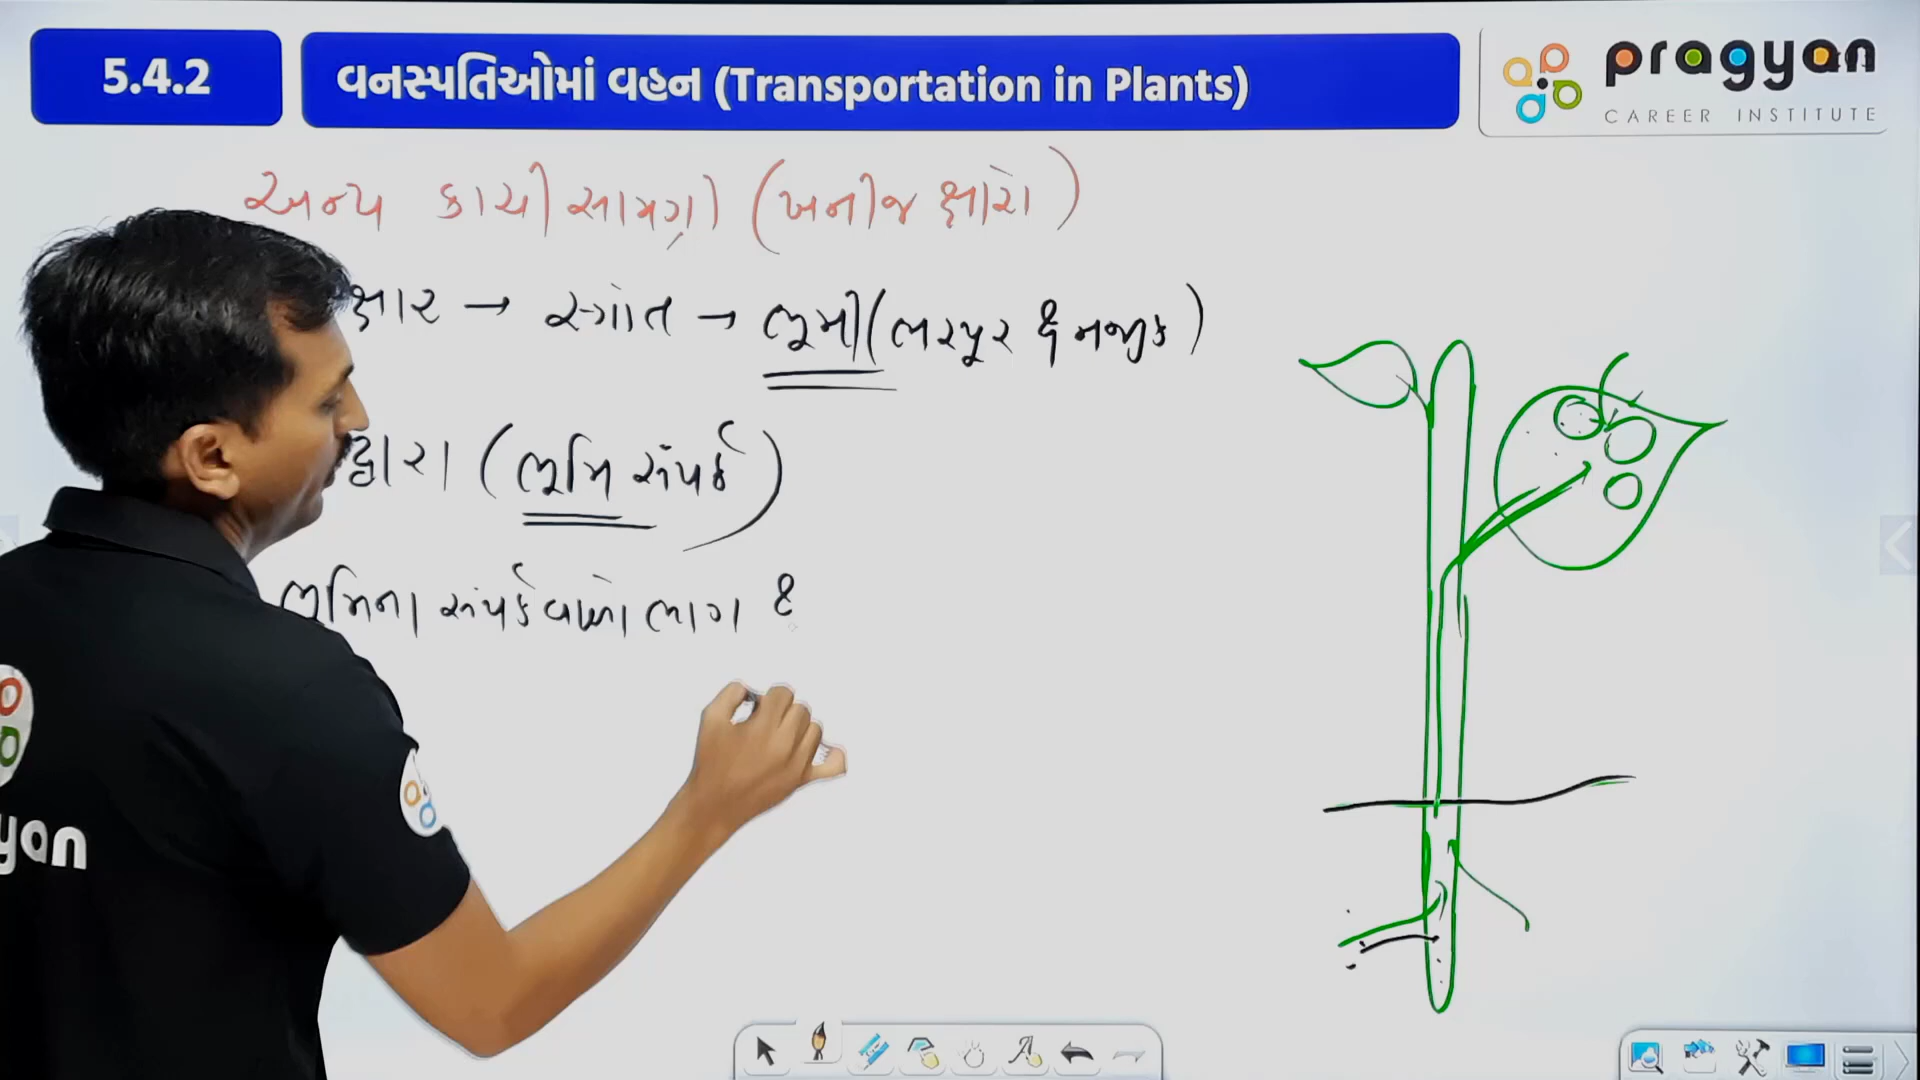 5.4.2
વનસ્પતિઓમાં વહન (Transportation in Plants)
pragyan
CAREER INSTITUTE
અન્ય કાચી સામગ્રી (ખનીજ ક્ષારો)
ક્ષાર → સ્ત્રોત → ભૂમી (ભરપૂર & નજીક)
દ્વારા (ભૂમિ સંપર્ક)
ભૂમિના સંપર્કવાળો ભાગ
yan